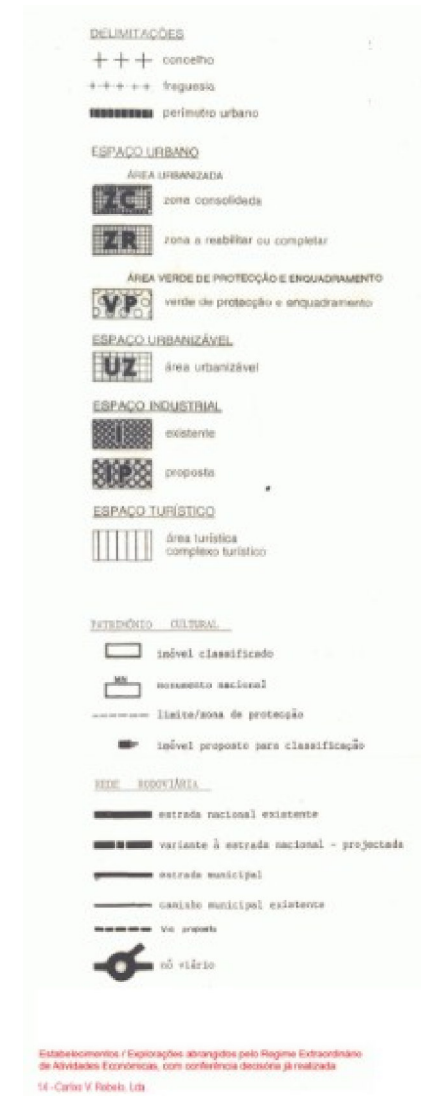 DELIMITAÇÕES
concelho
freguesia
perímetro urbano
ESPAÇO URBANO
ÁREA URBANIZADA
ZC zona consolidada
ZR zona a reabilitar ou completar
ÁREA VERDE DE PROTECÇÃO E ENQUADRAMENTO
VP verde de protecção e enquadramento
ESPAÇO URBANIZÁVEL
UZ área urbanizável
ESPAÇO INDUSTRIAL
I existente
IP proposta
ESPAÇO TURÍSTICO
área turística
complexo turístico
PATRIMÓNIO CULTURAL
imóvel classificado
MN monumento nacional
limite/zona de protecção
imóvel proposto para classificação
REDE RODOVIÁRIA
estrada nacional existente
variante à estrada nacional - projectada
estrada municipal
caminho municipal existente
Via proposta
nó viário
Estabelecimentos / Explorações abrangidos pelo Regime Extraordinário
de Atividades Económicas, com conferência decisória já realizada
14 -Carlos V. Rebelo, Lda